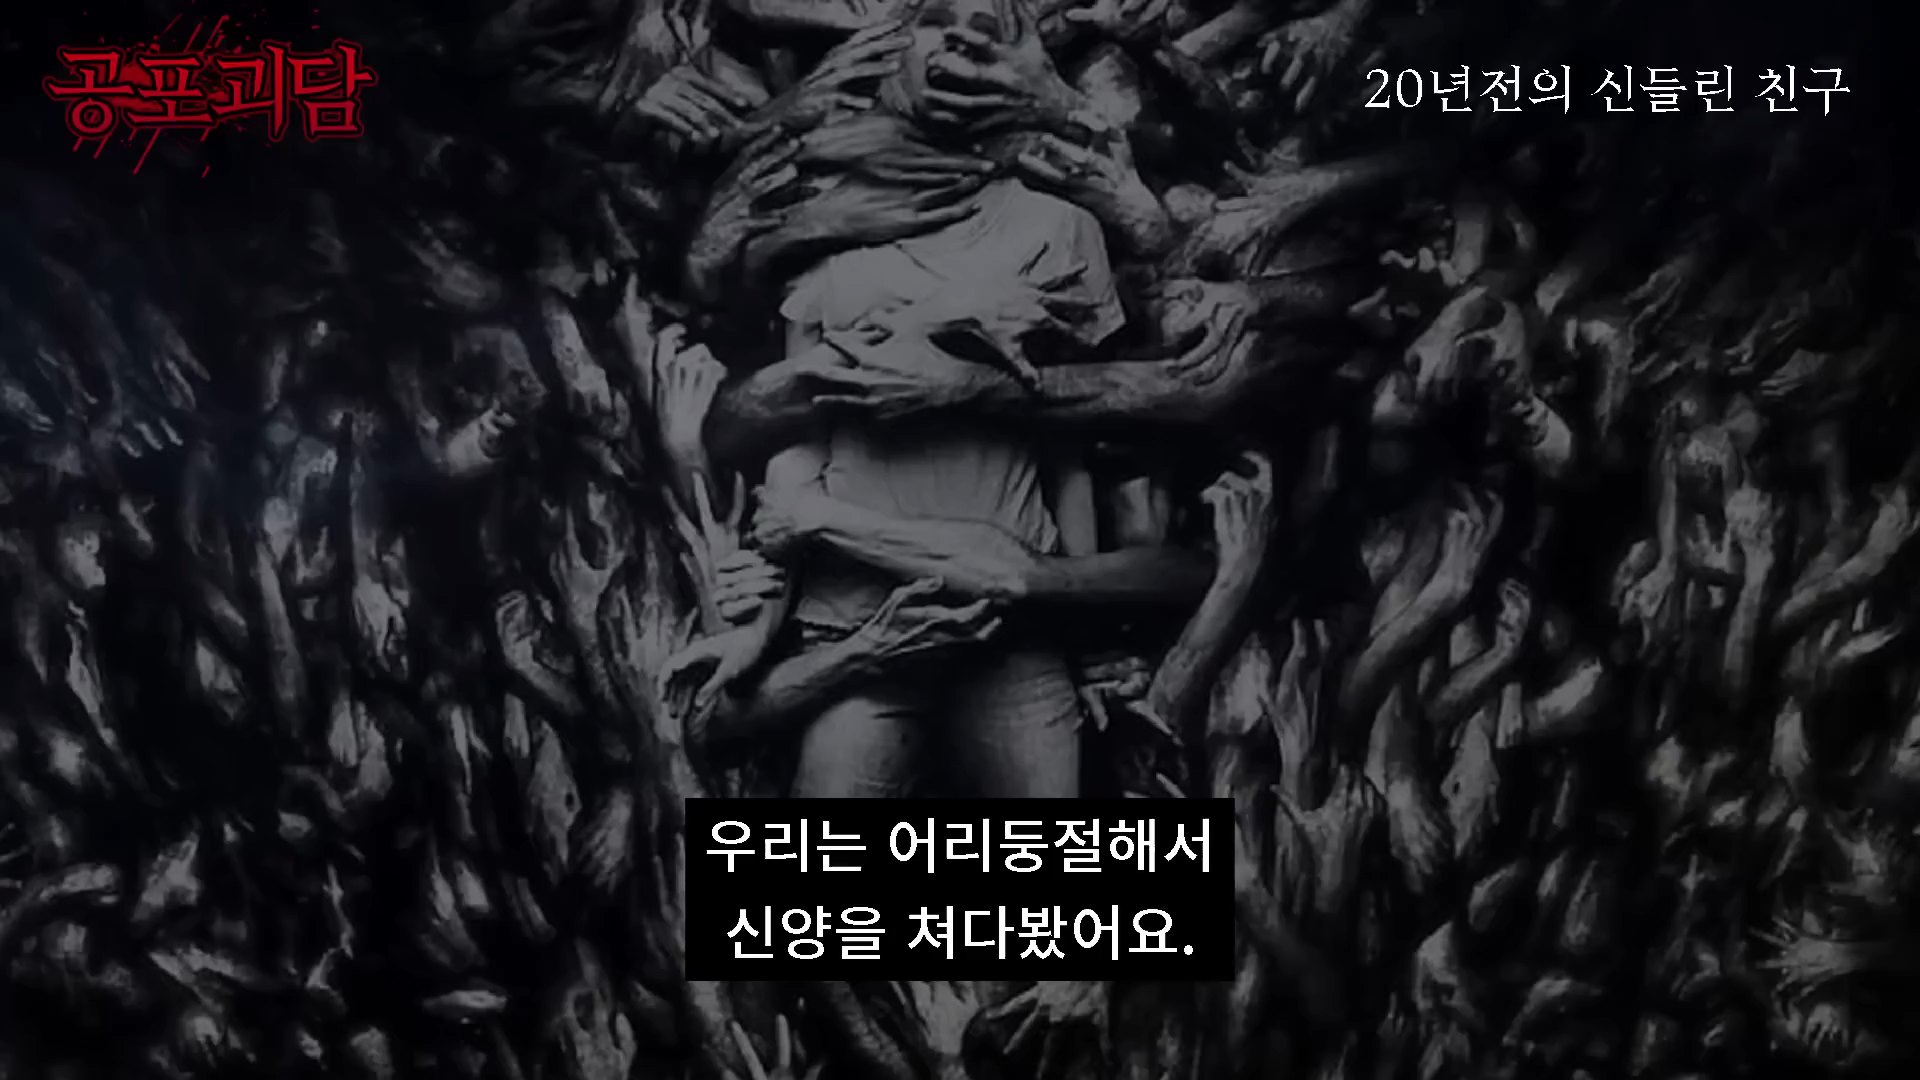 공포괴담
20년전의 신들린 친구
우리는 어리둥절해서
신양을 쳐다봤어요.